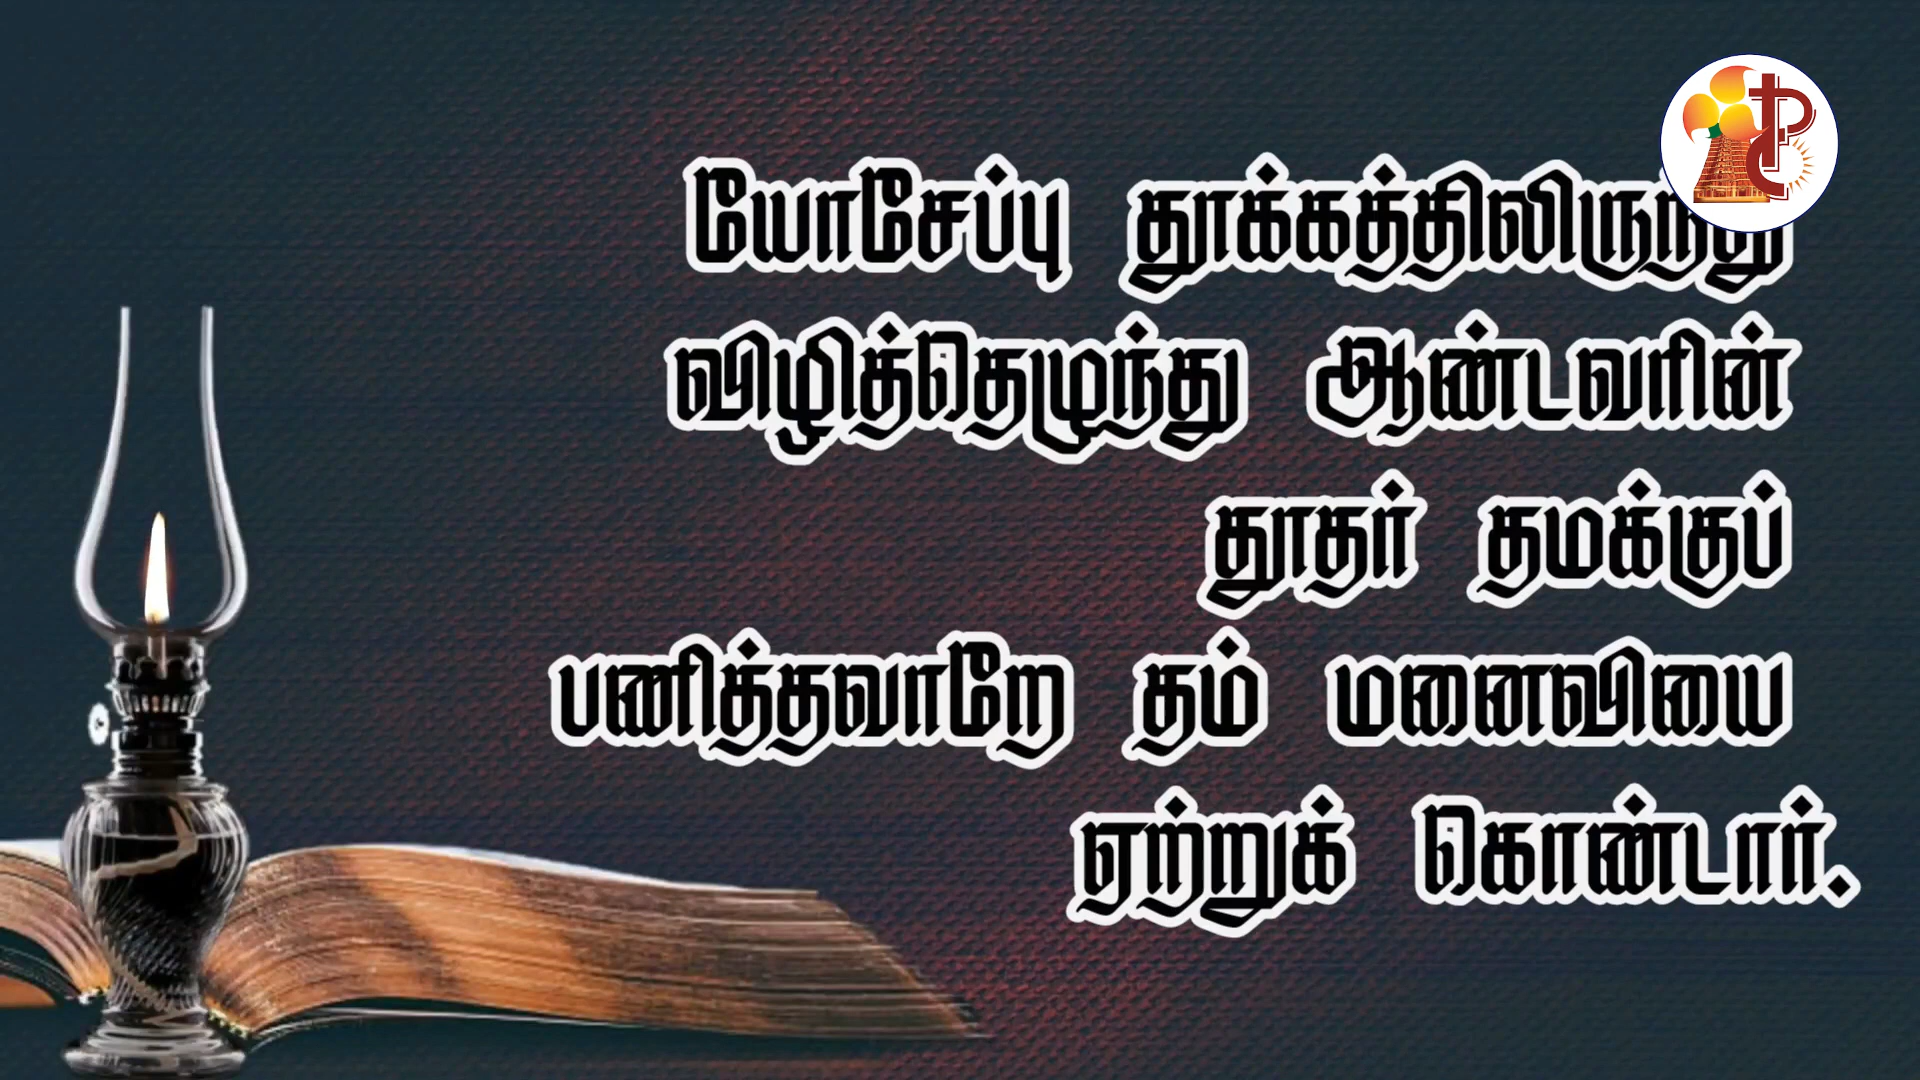 யோசேப்பு தூக்கத்திலிருந்து
விழித்தெழுந்து ஆண்டவரின்
தூதர் தமக்குப்
பணித்தவாறே தம் மனைவியை
ஏற்றுக் கொண்டார்.